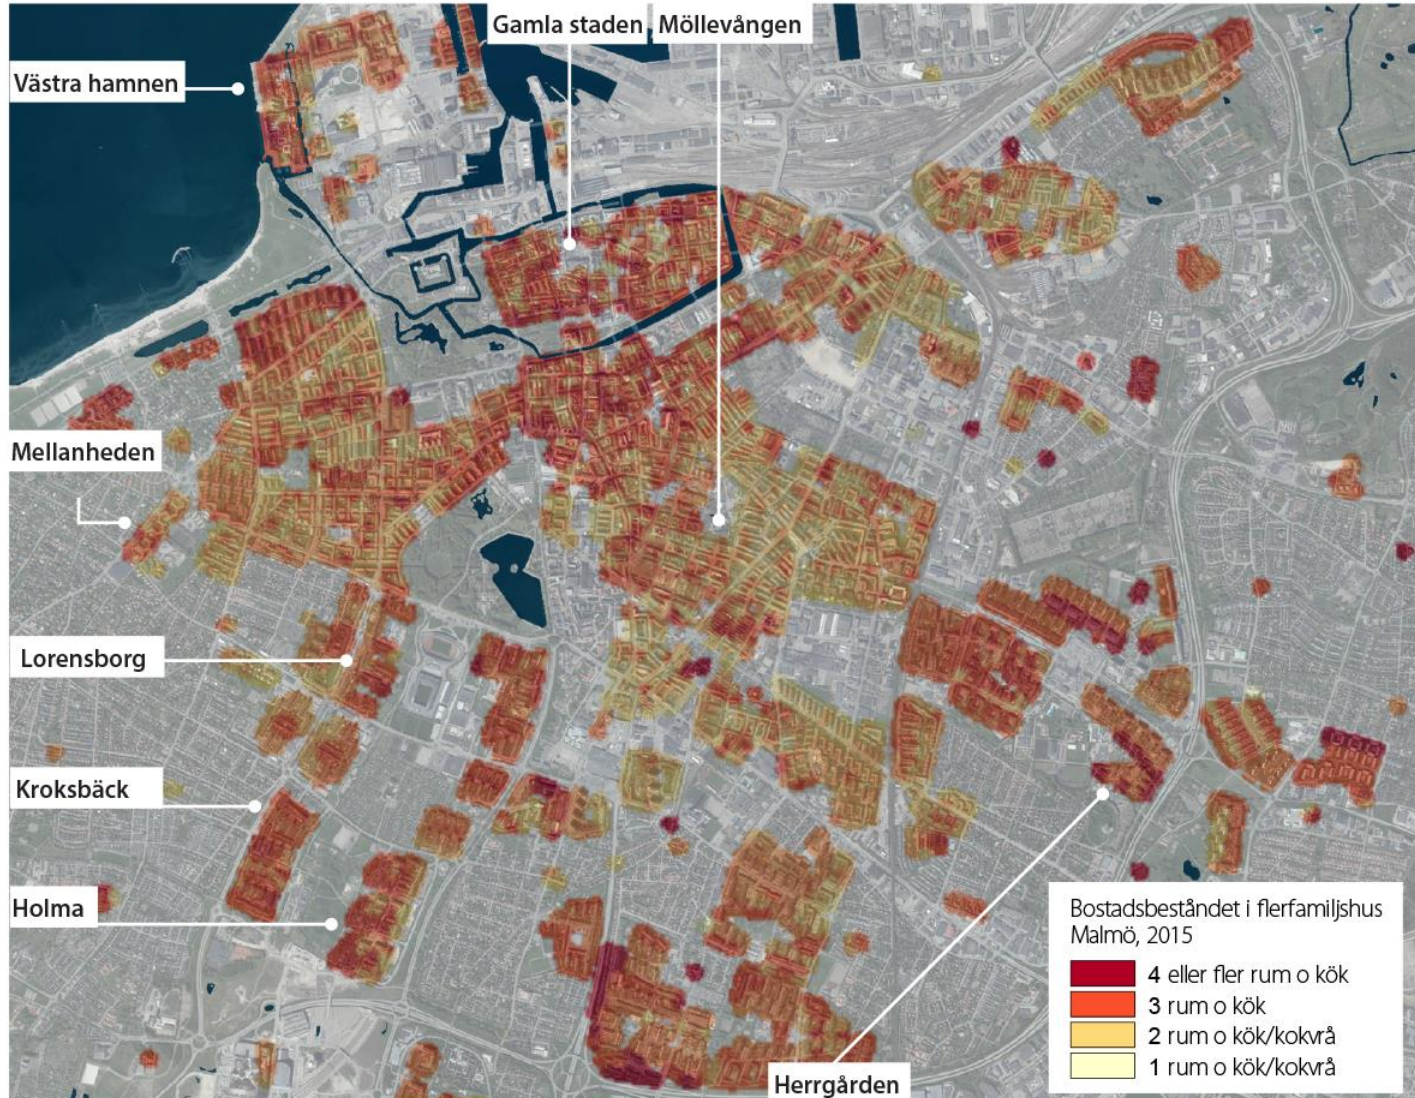 Gamla staden
Möllevången
Västra hamnen
Mellanheden
Lorensborg
Kroksbäck
Holma
Herrgården
Bostadsbeståndet i flerfamiljshus
Malmö, 2015
4 eller fler rum o kök
3 rum o kök
2 rum o kök/kokvrå
1 rum o kök/kokvrå